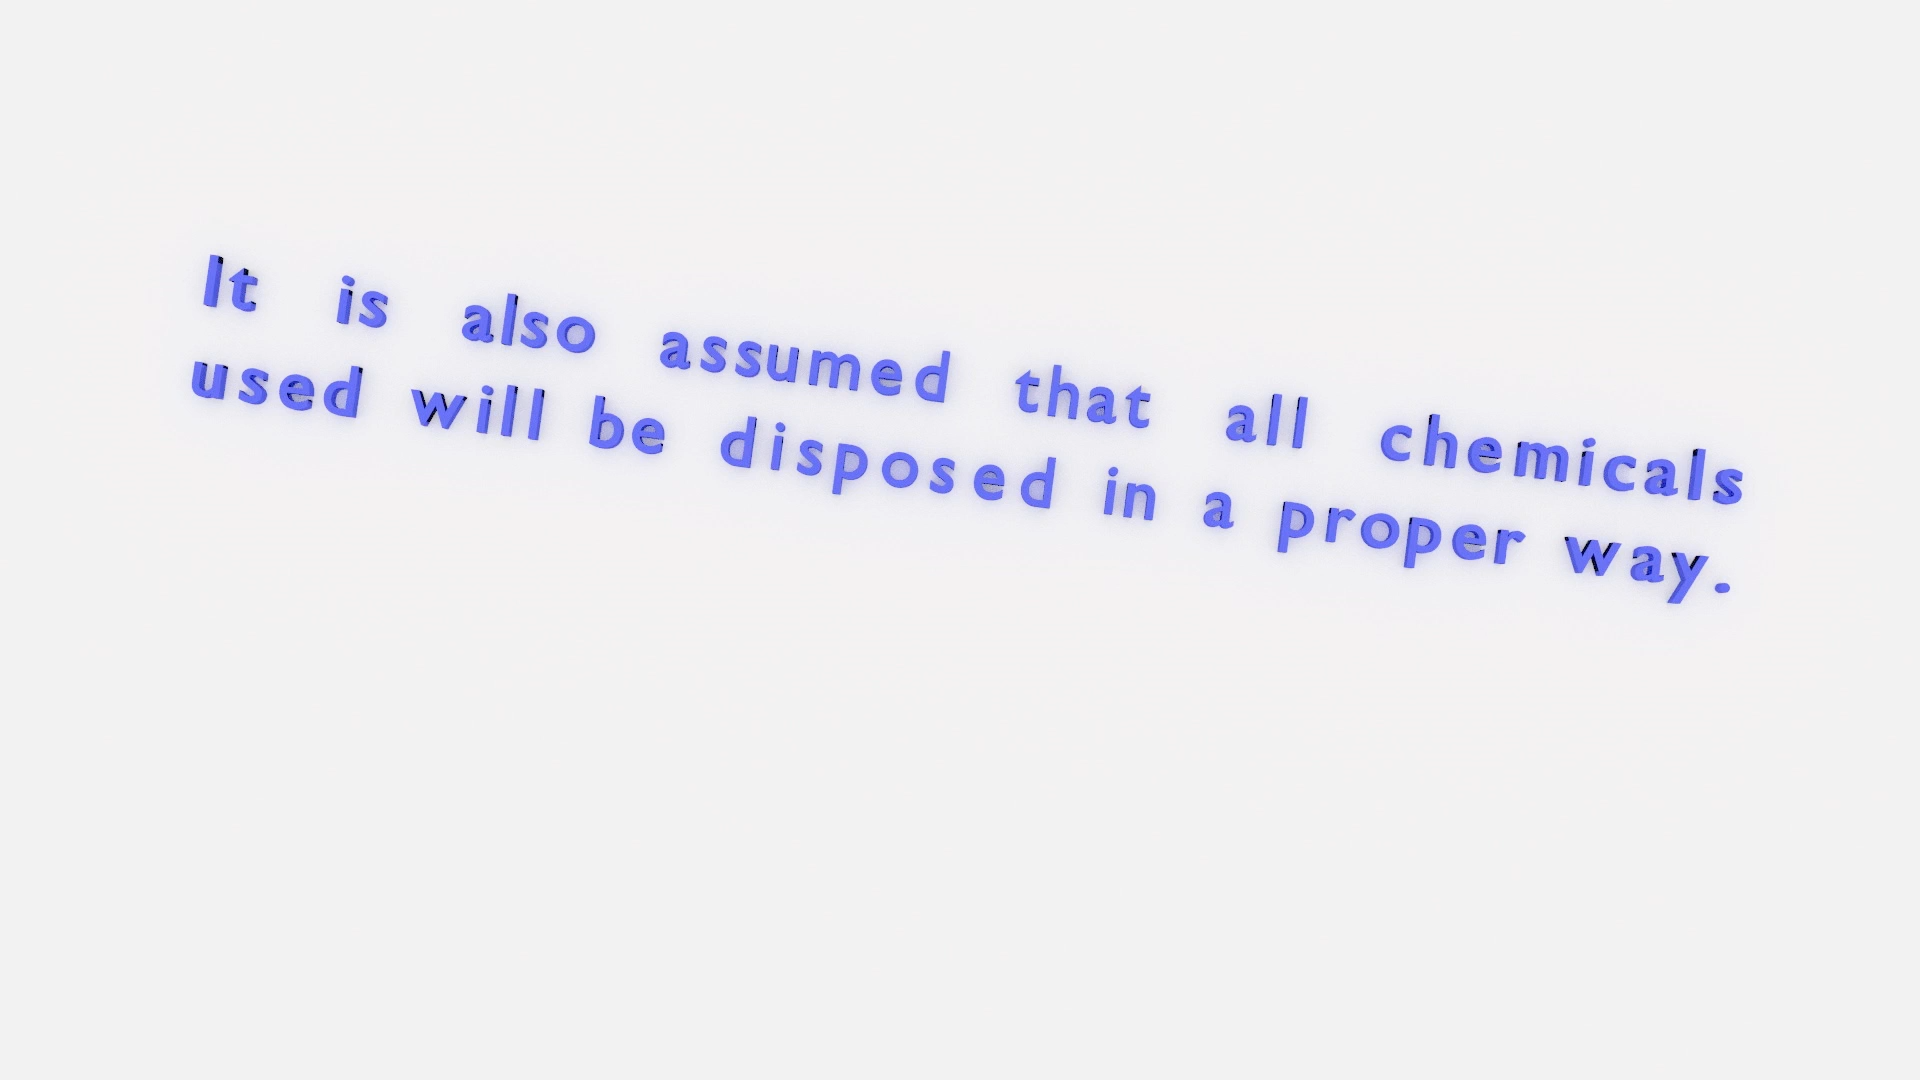 It is also assumed that all chemicals
used will be disposed in a proper way.